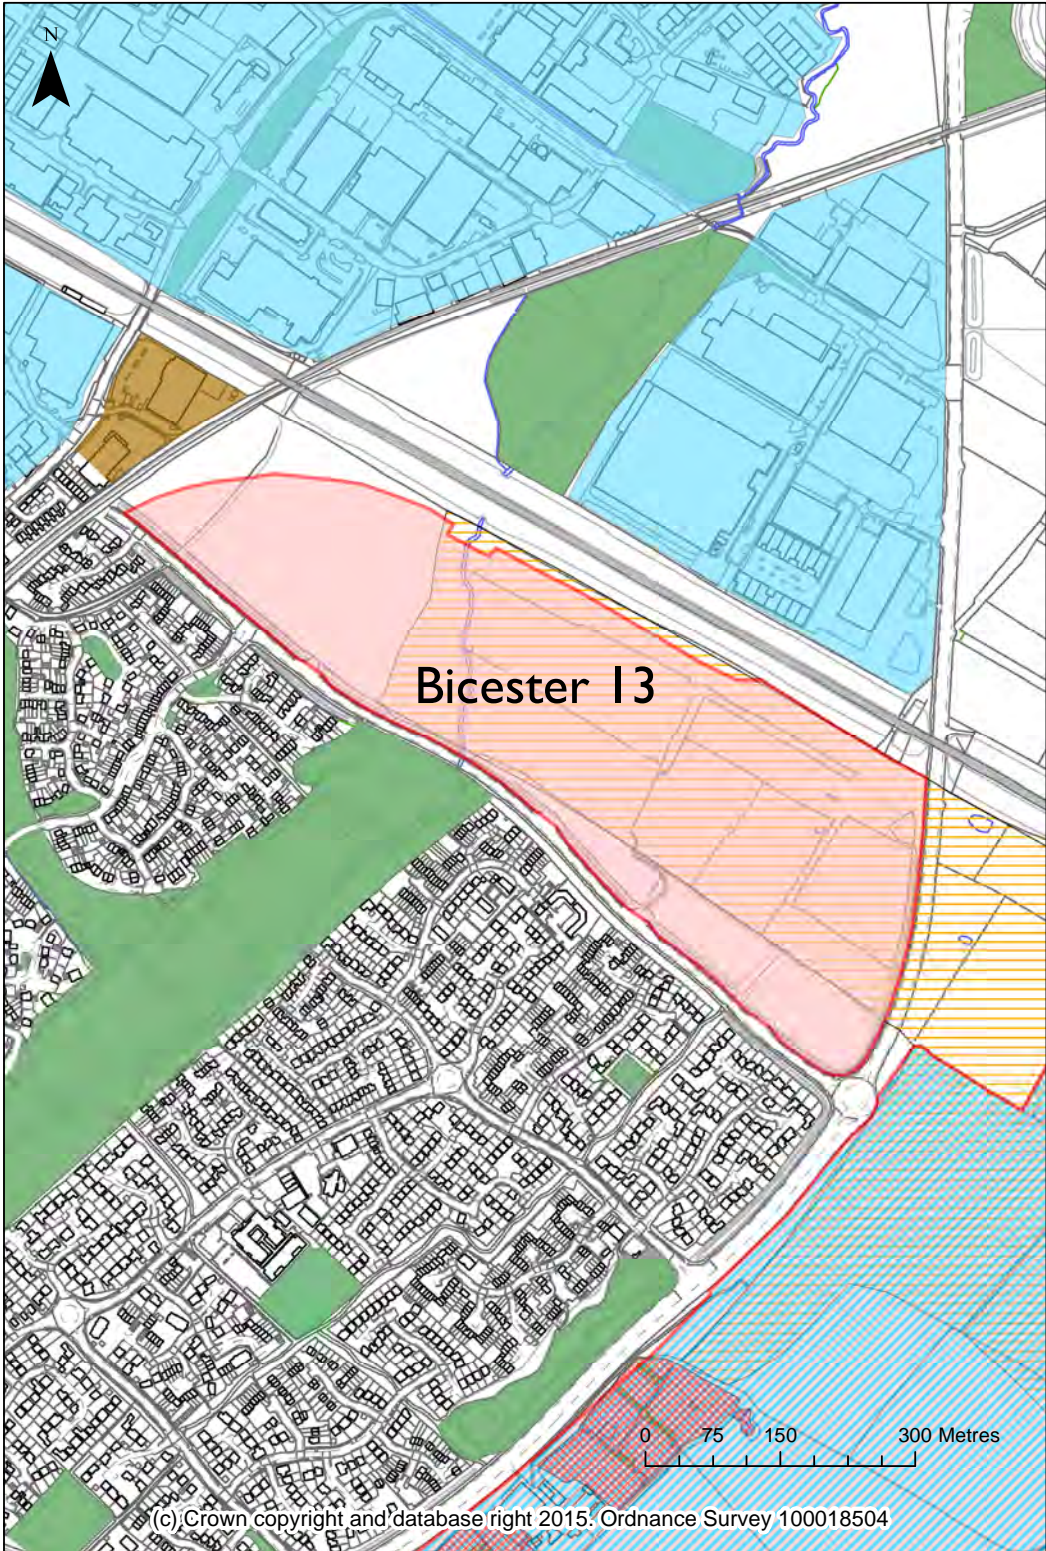 N
Bicester 13
0 75 150 300 Metres
(c) Crown copyright and database right 2015. Ordnance Survey 100018504